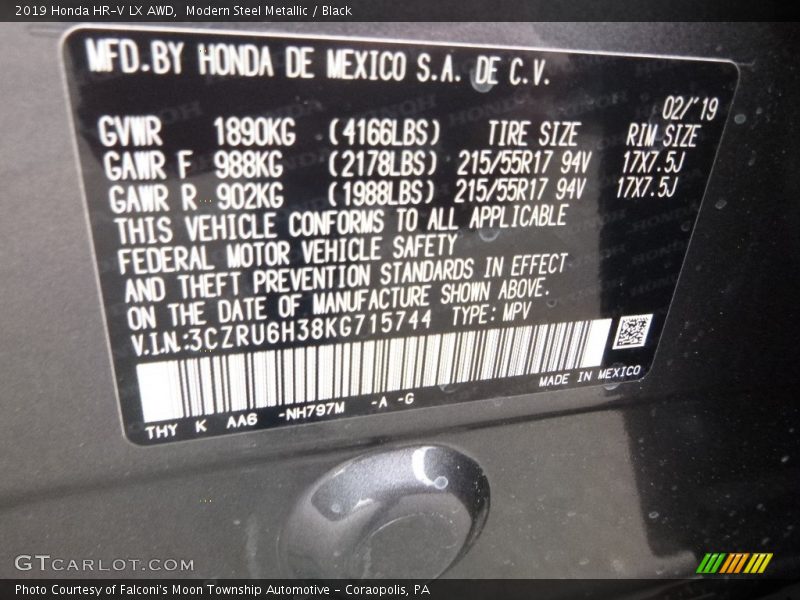 2019 Honda HR-V LX AWD, Modern Steel Metallic / Black
MFD.BY HONDA DE MEXICO S.A. DE C.V.
02/'19
GVWR 1890KG (4166LBS) TIRE SIZE RIM SIZE
GAWR F 988KG (2178LBS) 215/55R17 94V 17X7.5J
GAWR R 902KG (1988LBS) 215/55R17 94V 17X7.5J
THIS VEHICLE CONFORMS TO ALL APPLICABLE
FEDERAL MOTOR VEHICLE SAFETY
AND THEFT PREVENTION STANDARDS IN EFFECT
ON THE DATE OF MANUFACTURE SHOWN ABOVE.
V.I.N.:3CZRU6H38KG715744 TYPE: MPV
MADE IN MEXICO
THY K AA6 -NH797M -A -G
GTCARLOT.COM
Photo Courtesy of Falconi's Moon Township Automotive - Coraopolis, PA